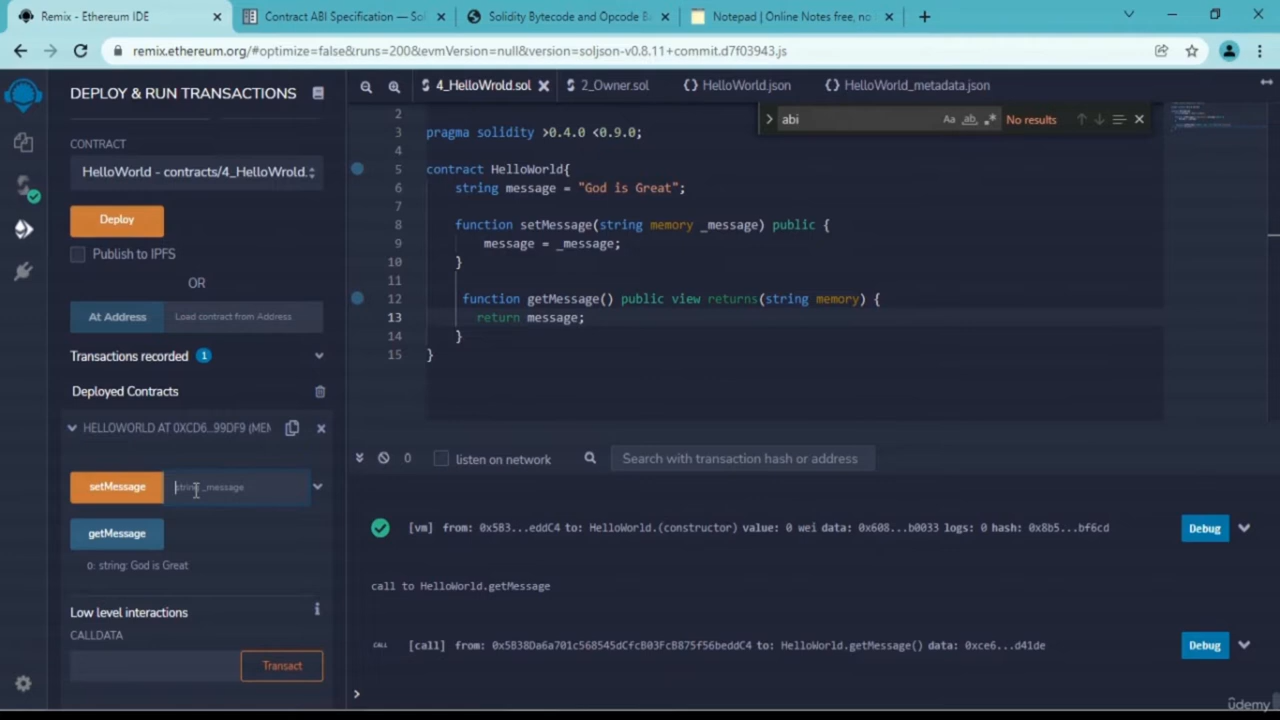 Remix - Ethereum IDE
Contract ABI Specification — Sol
Solidity Bytecode and Opcode B
Notepad | Online Notes free, no
remix.ethereum.org/#optimize=false&runs=200&evmVersion=null&version=soljson-v0.8.11+commit.d7f03943.js
DEPLOY & RUN TRANSACTIONS
4_HelloWrold.sol
2_Owner.sol
{} HelloWorld.json
{} HelloWorld_metadata.json
abi
Aa
ab
No results
CONTRACT
HelloWorld - contracts/4_HelloWrold.
Deploy
Publish to IPFS
OR
At Address
Load contract from Address
Transactions recorded 1
Deployed Contracts
HELLOWORLD AT 0XCD6...99DF9 (MEM
setMessage
string _message
getMessage
0: string: God is Great
Low level interactions
i
CALLDATA
Transact
2
3 pragma solidity >0.4.0 <0.9.0;
4
5 contract HelloWorld{
6 string message = "God is Great";
7
8 function setMessage(string memory _message) public {
9 message = _message;
10 }
11
12 function getMessage() public view returns(string memory) {
13 return message;
14 }
15 }
0
listen on network
Search with transaction hash or address
[vm] from: 0x5B3...eddC4 to: HelloWorld.(constructor) value: 0 wei data: 0x608...b0033 logs: 0 hash: 0x8b5...bf6cd
Debug
call to HelloWorld.getMessage
CALL [call] from: 0x5B38Da6a701c568545dCfcB03FcB875f56beddC4 to: HelloWorld.getMessage() data: 0xce6...d41de
Debug
>
ûdemy